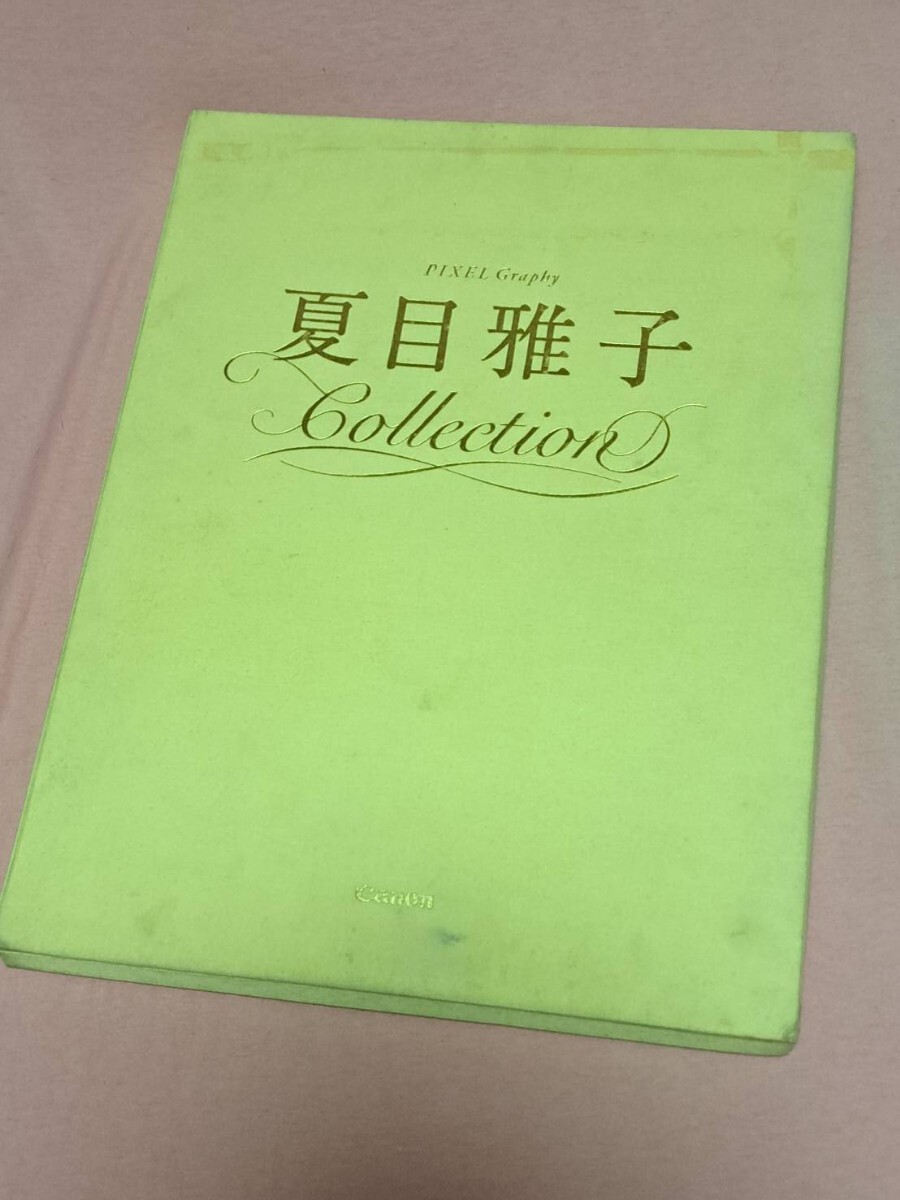 PIXEL Graphy
夏目雅子
Collection
Canon